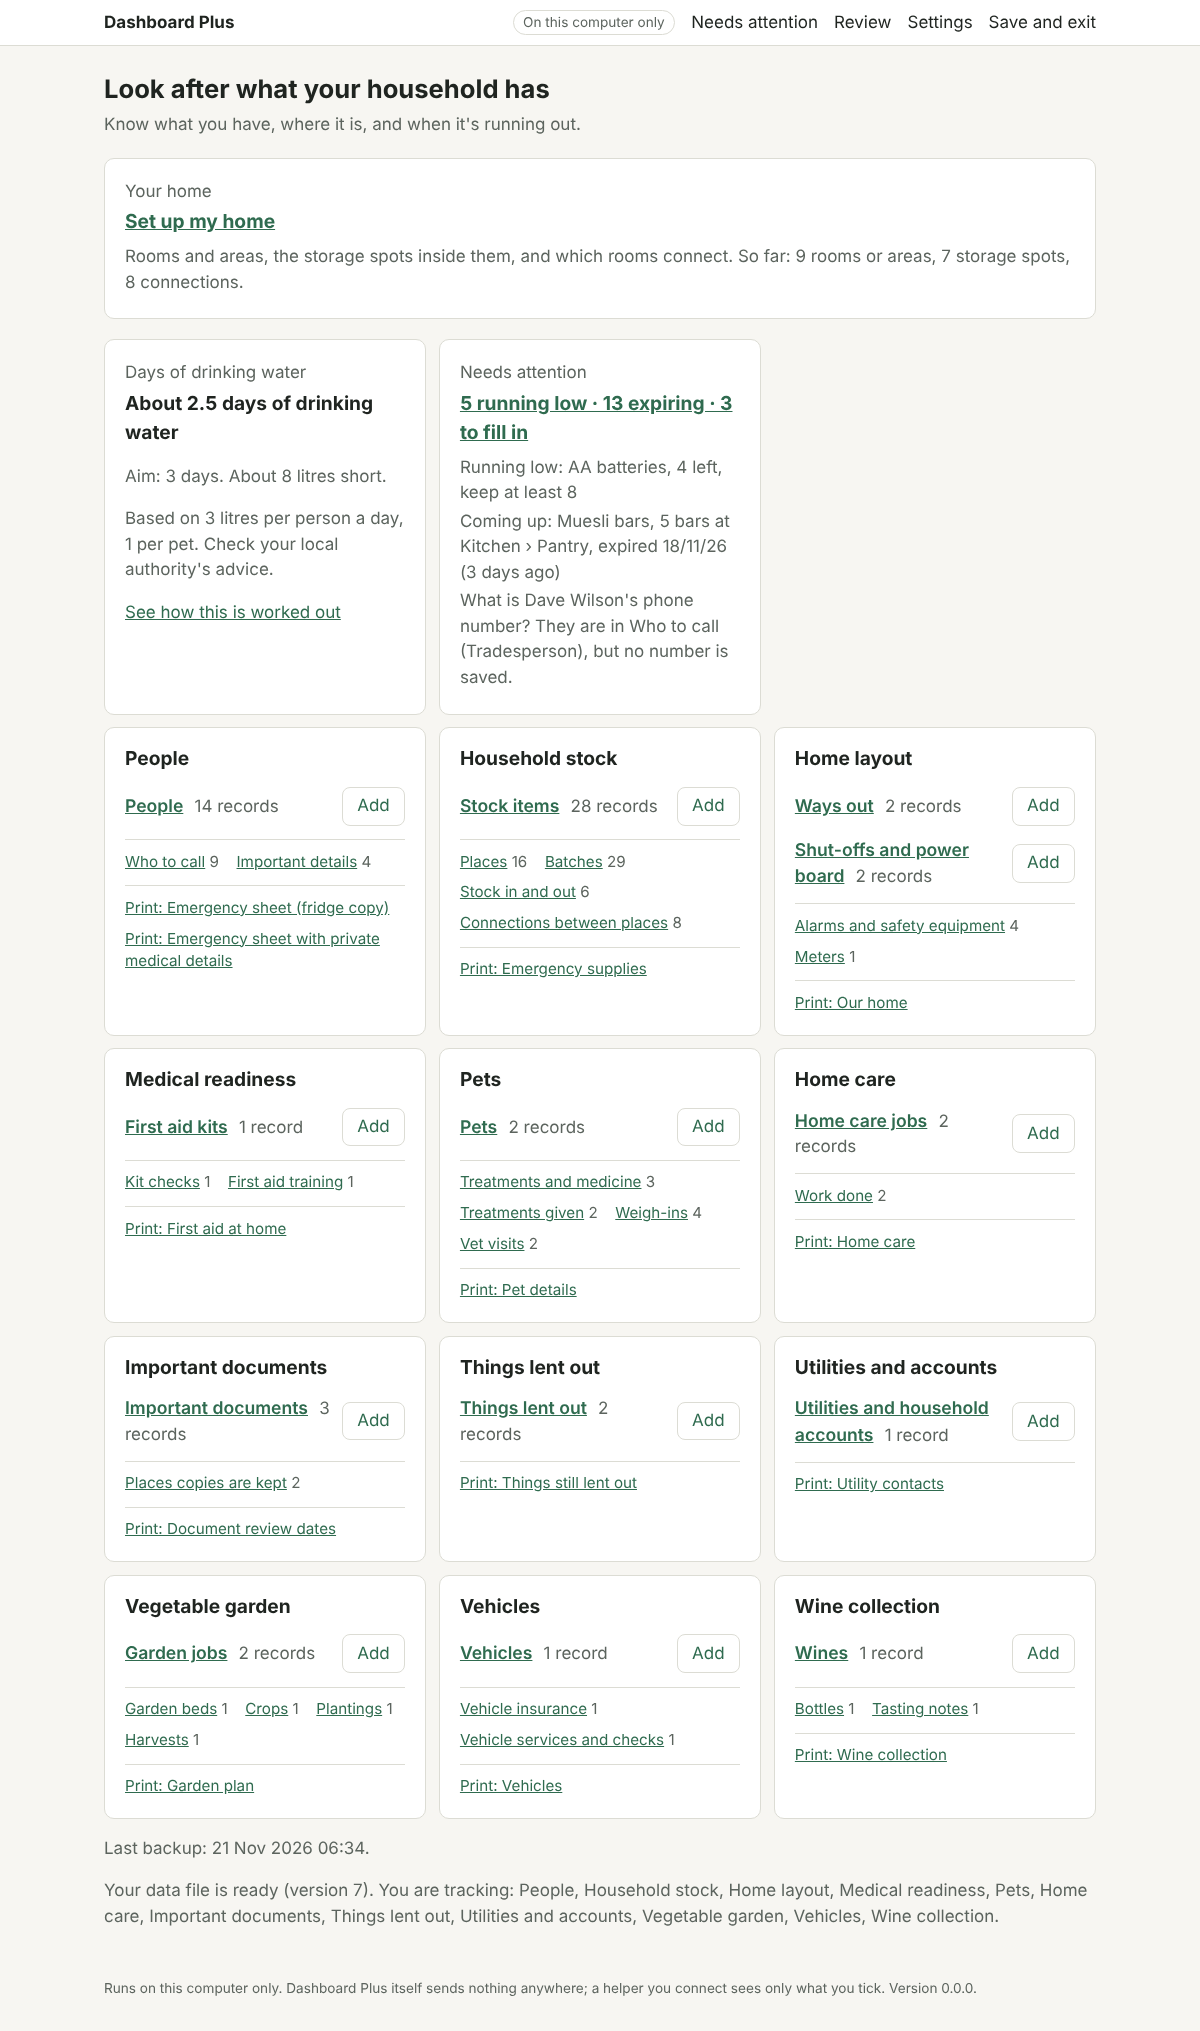 Dashboard Plus
On this computer only
Needs attention
Review
Settings
Save and exit
Look after what your household has
Know what you have, where it is, and when it's running out.
Your home
Set up my home
Rooms and areas, the storage spots inside them, and which rooms connect. So far: 9 rooms or areas, 7 storage spots,
8 connections.
Days of drinking water
About 2.5 days of drinking
water
Aim: 3 days. About 8 litres short.
Based on 3 litres per person a day,
1 per pet. Check your local
authority's advice.
See how this is worked out
Needs attention
5 running low · 13 expiring · 3
to fill in
Running low: AA batteries, 4 left,
keep at least 8
Coming up: Muesli bars, 5 bars at
Kitchen › Pantry, expired 18/11/26
(3 days ago)
What is Dave Wilson's phone
number? They are in Who to call
(Tradesperson), but no number is
saved.
People
People 14 records Add
Who to call 9 Important details 4
Print: Emergency sheet (fridge copy)
Print: Emergency sheet with private
medical details
Household stock
Stock items 28 records Add
Places 16 Batches 29
Stock in and out 6
Connections between places 8
Print: Emergency supplies
Home layout
Ways out 2 records Add
Shut-offs and power
board 2 records Add
Alarms and safety equipment 4
Meters 1
Print: Our home
Medical readiness
First aid kits 1 record Add
Kit checks 1 First aid training 1
Print: First aid at home
Pets
Pets 2 records Add
Treatments and medicine 3
Treatments given 2 Weigh-ins 4
Vet visits 2
Print: Pet details
Home care
Home care jobs 2
records Add
Work done 2
Print: Home care
Important documents
Important documents 3
records Add
Places copies are kept 2
Print: Document review dates
Things lent out
Things lent out 2
records Add
Print: Things still lent out
Utilities and accounts
Utilities and household
accounts 1 record Add
Print: Utility contacts
Vegetable garden
Garden jobs 2 records Add
Garden beds 1 Crops 1 Plantings 1
Harvests 1
Print: Garden plan
Vehicles
Vehicles 1 record Add
Vehicle insurance 1
Vehicle services and checks 1
Print: Vehicles
Wine collection
Wines 1 record Add
Bottles 1 Tasting notes 1
Print: Wine collection
Last backup: 21 Nov 2026 06:34.
Your data file is ready (version 7). You are tracking: People, Household stock, Home layout, Medical readiness, Pets, Home
care, Important documents, Things lent out, Utilities and accounts, Vegetable garden, Vehicles, Wine collection.
Runs on this computer only. Dashboard Plus itself sends nothing anywhere; a helper you connect sees only what you tick. Version 0.0.0.